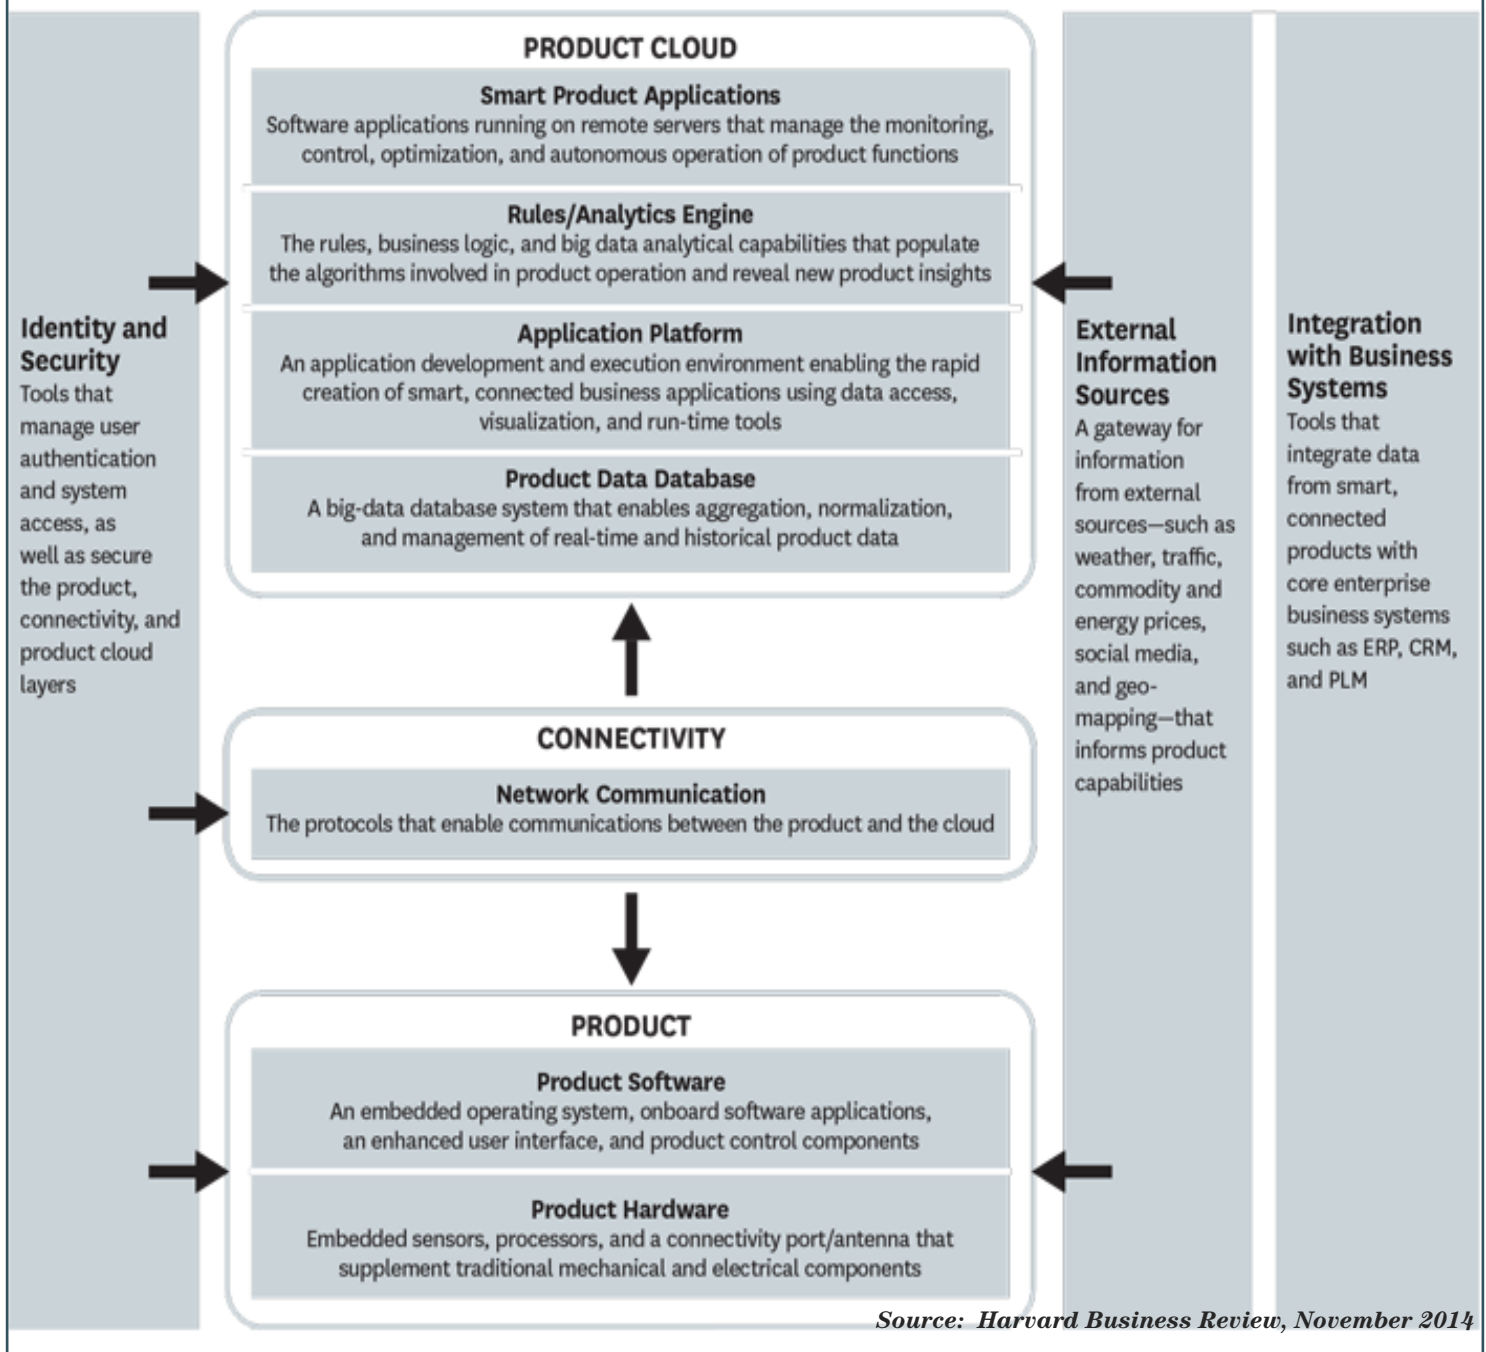 PRODUCT CLOUD
Smart Product Applications
Software applications running on remote servers that manage the monitoring,
control, optimization, and autonomous operation of product functions
Rules/Analytics Engine
The rules, business logic, and big data analytical capabilities that populate
the algorithms involved in product operation and reveal new product insights
Application Platform
An application development and execution environment enabling the rapid
creation of smart, connected business applications using data access,
visualization, and run-time tools
Product Data Database
A big-data database system that enables aggregation, normalization,
and management of real-time and historical product data
Identity and
Security
Tools that
manage user
authentication
and system
access, as
well as secure
the product,
connectivity, and
product cloud
layers
External
Information
Sources
A gateway for
information
from external
sources—such as
weather, traffic,
commodity and
energy prices,
social media,
and geo-
mapping—that
informs product
capabilities
Integration
with Business
Systems
Tools that
integrate data
from smart,
connected
products with
core enterprise
business systems
such as ERP, CRM,
and PLM
CONNECTIVITY
Network Communication
The protocols that enable communications between the product and the cloud
PRODUCT
Product Software
An embedded operating system, onboard software applications,
an enhanced user interface, and product control components
Product Hardware
Embedded sensors, processors, and a connectivity port/antenna that
supplement traditional mechanical and electrical components
Source: Harvard Business Review, November 2014